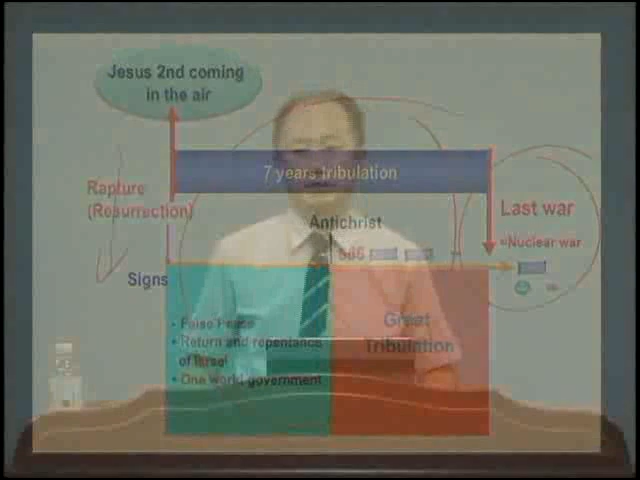 Jesus 2nd coming
in the air
7 years tribulation
Rapture
(Resurrection)
Antichrist
Last war
=Nuclear war
666
Signs
• False Peace
• Return and repentance
of Israel
• One world government
Great
Tribulation